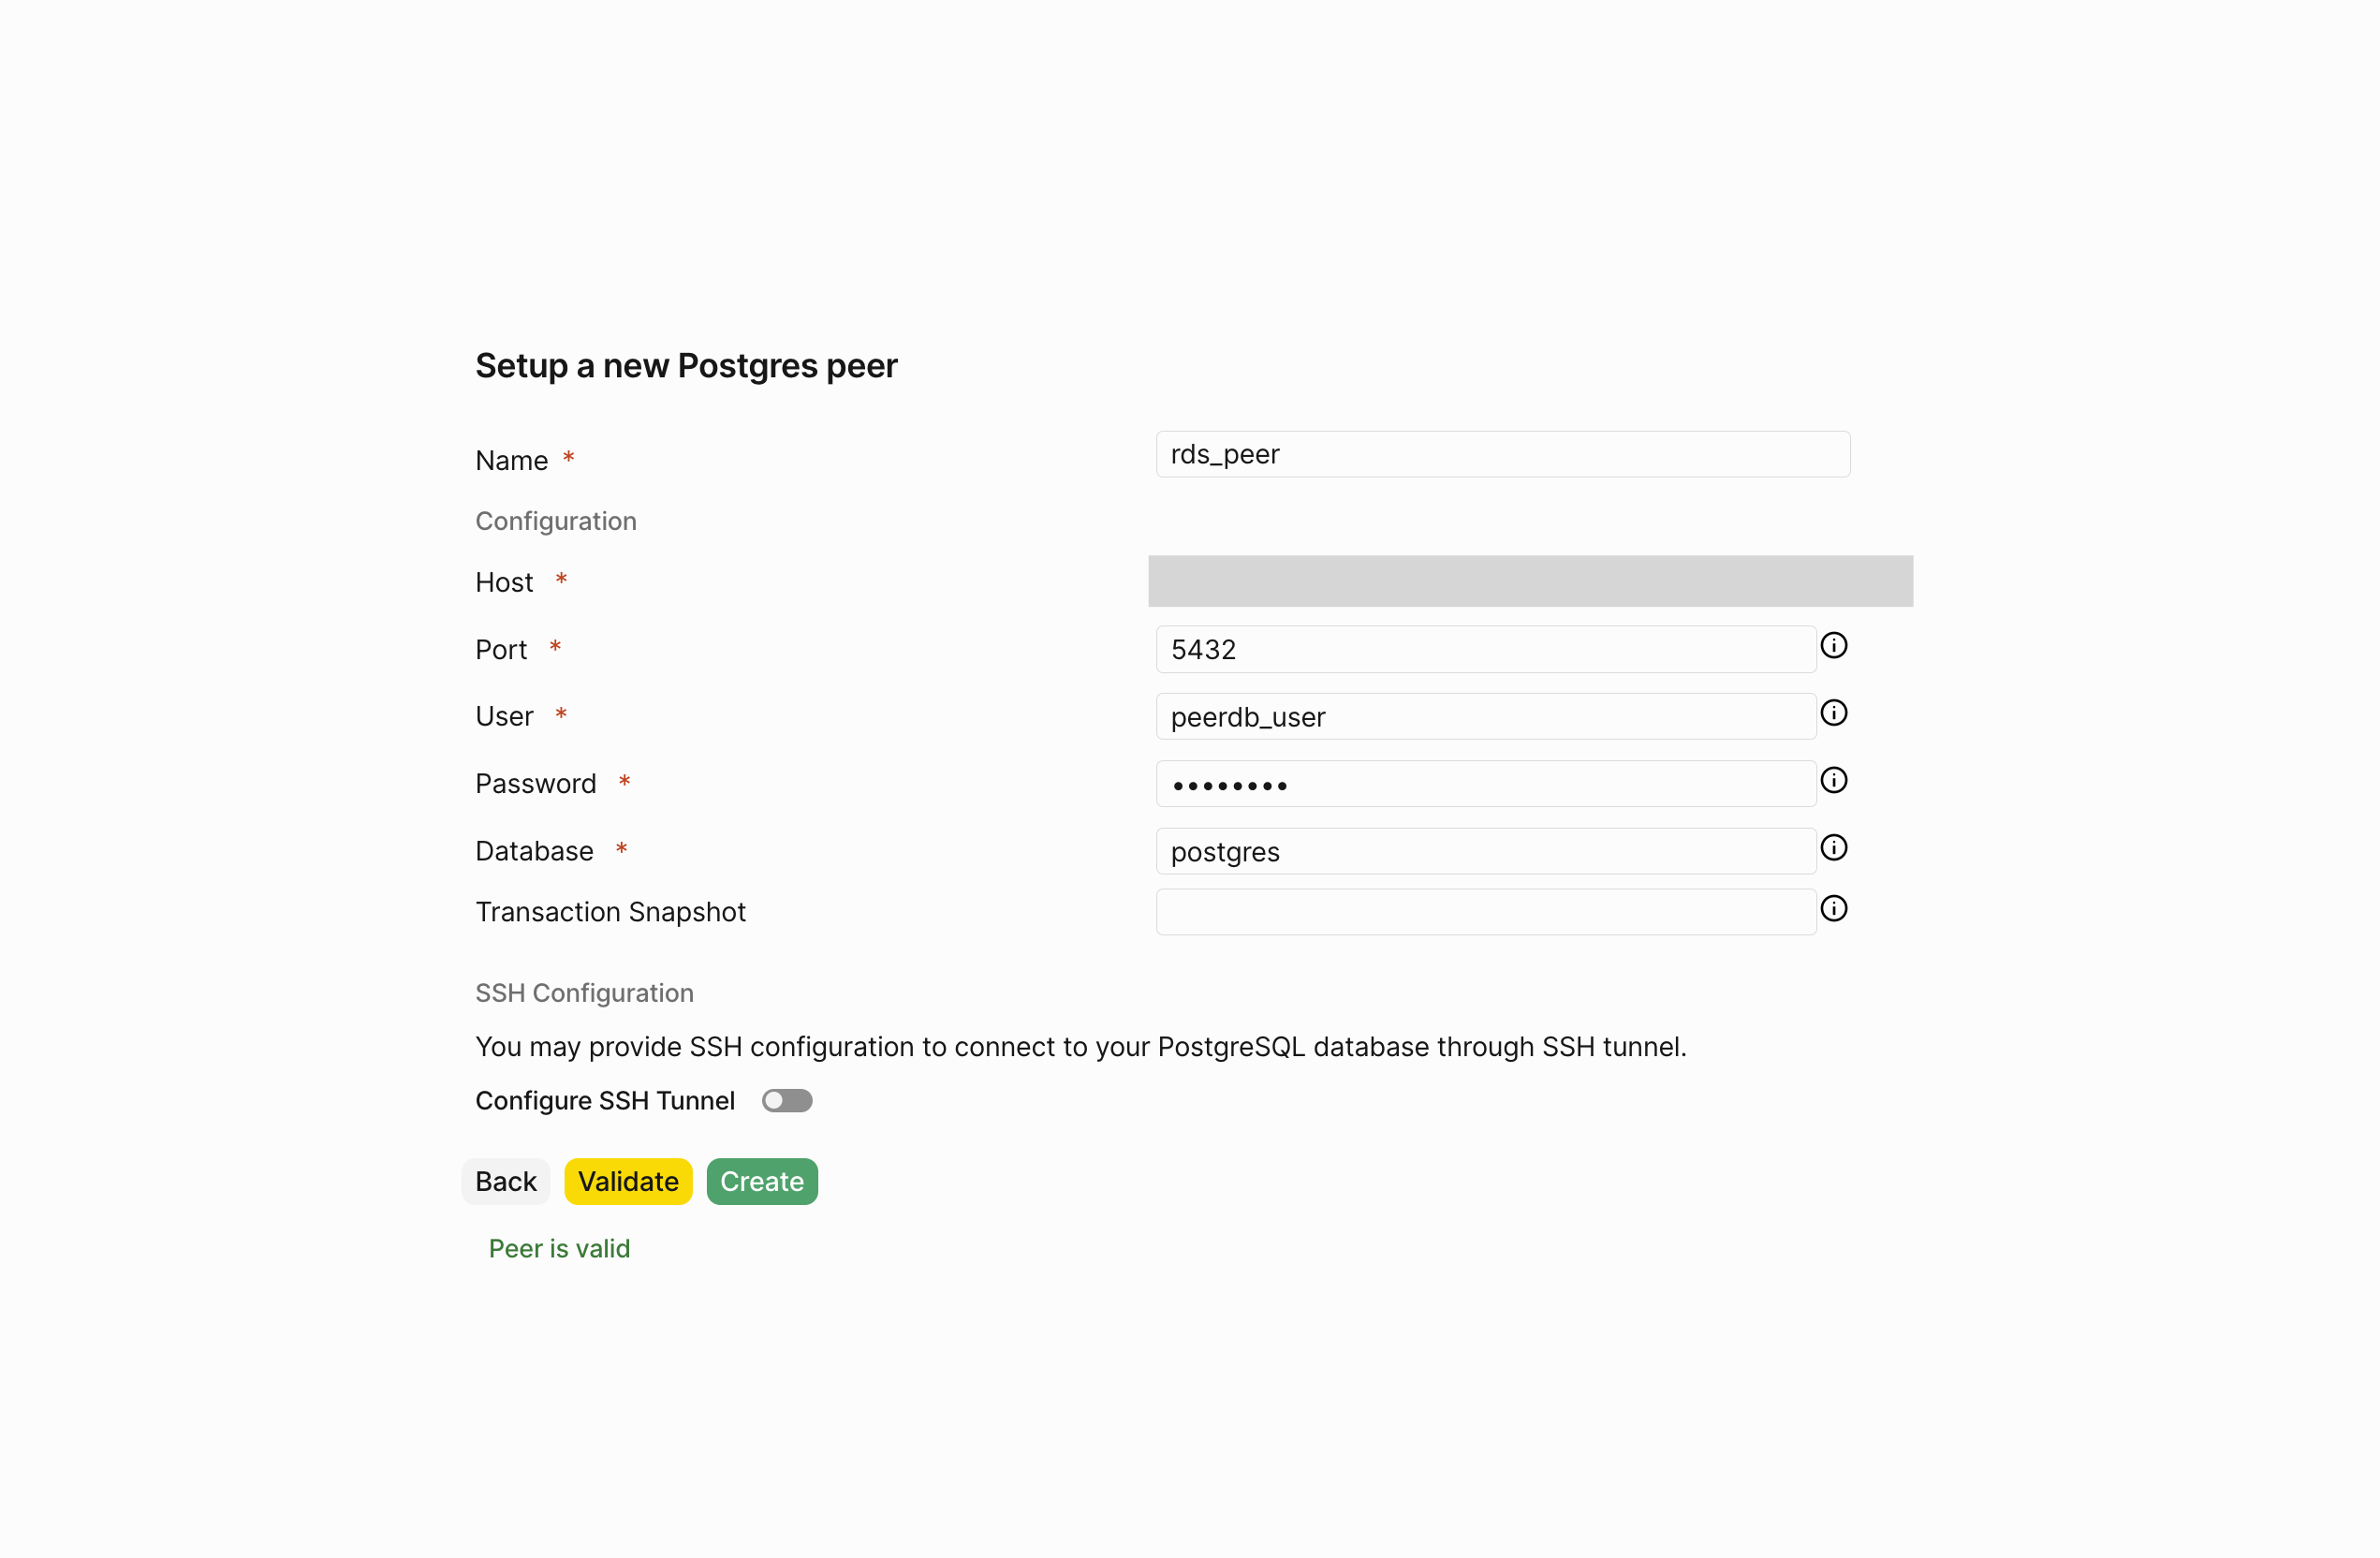 Setup a new Postgres peer
Name * rds_peer
Configuration
Host *
Port * 5432
User * peerdb_user
Password * ••••••••
Database * postgres
Transaction Snapshot
SSH Configuration
You may provide SSH configuration to connect to your PostgreSQL database through SSH tunnel.
Configure SSH Tunnel
Back Validate Create
Peer is valid